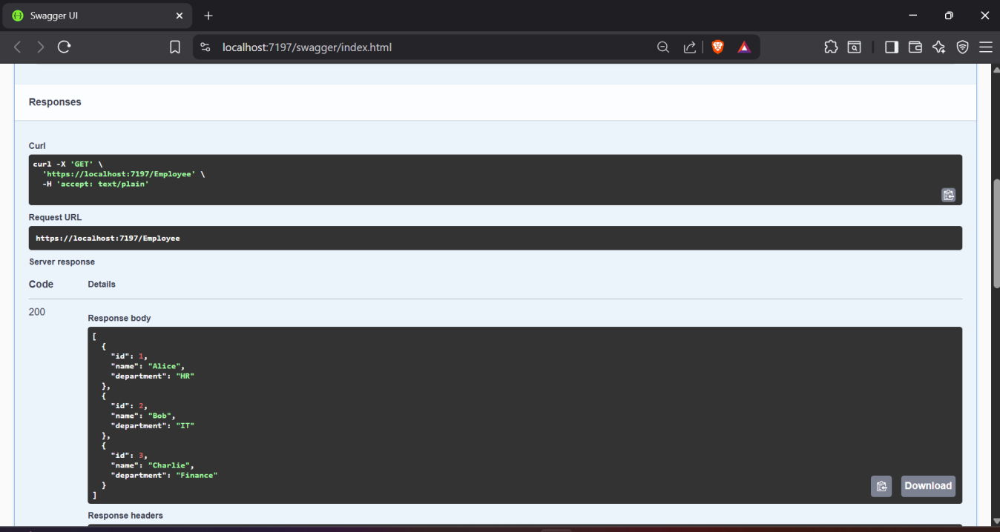 Swagger UI
localhost:7197/swagger/index.html
Responses
Curl
curl -X 'GET' \
  'https://localhost:7197/Employee' \
  -H 'accept: text/plain'
Request URL
https://localhost:7197/Employee
Server response
Code Details
200
Response body
[
  {
    "id": 1,
    "name": "Alice",
    "department": "HR"
  },
  {
    "id": 2,
    "name": "Bob",
    "department": "IT"
  },
  {
    "id": 3,
    "name": "Charlie",
    "department": "Finance"
  }
]
Download
Response headers